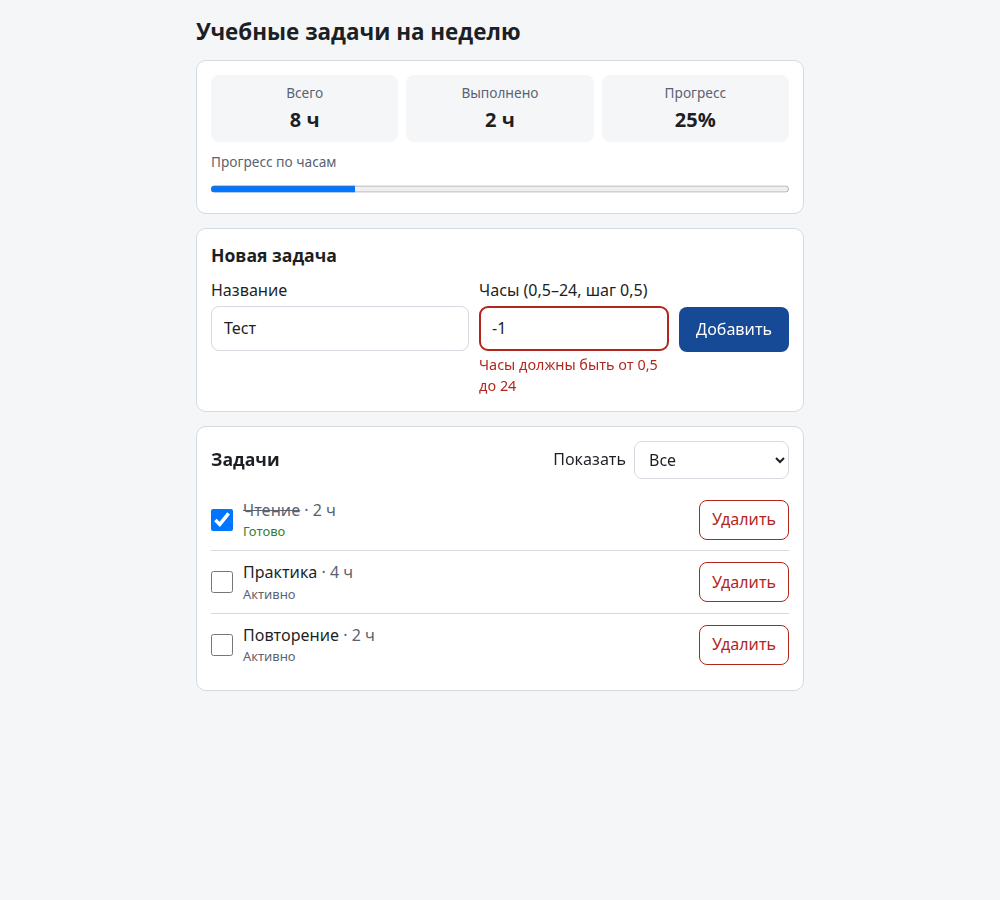 Учебные задачи на неделю
Всего
8 ч
Выполнено
2 ч
Прогресс
25%
Прогресс по часам
Новая задача
Название
Тест
Часы (0,5–24, шаг 0,5)
-1
Часы должны быть от 0,5
до 24
Добавить
Задачи
Показать
Все
Чтение · 2 ч
Готово
Удалить
Практика · 4 ч
Активно
Удалить
Повторение · 2 ч
Активно
Удалить